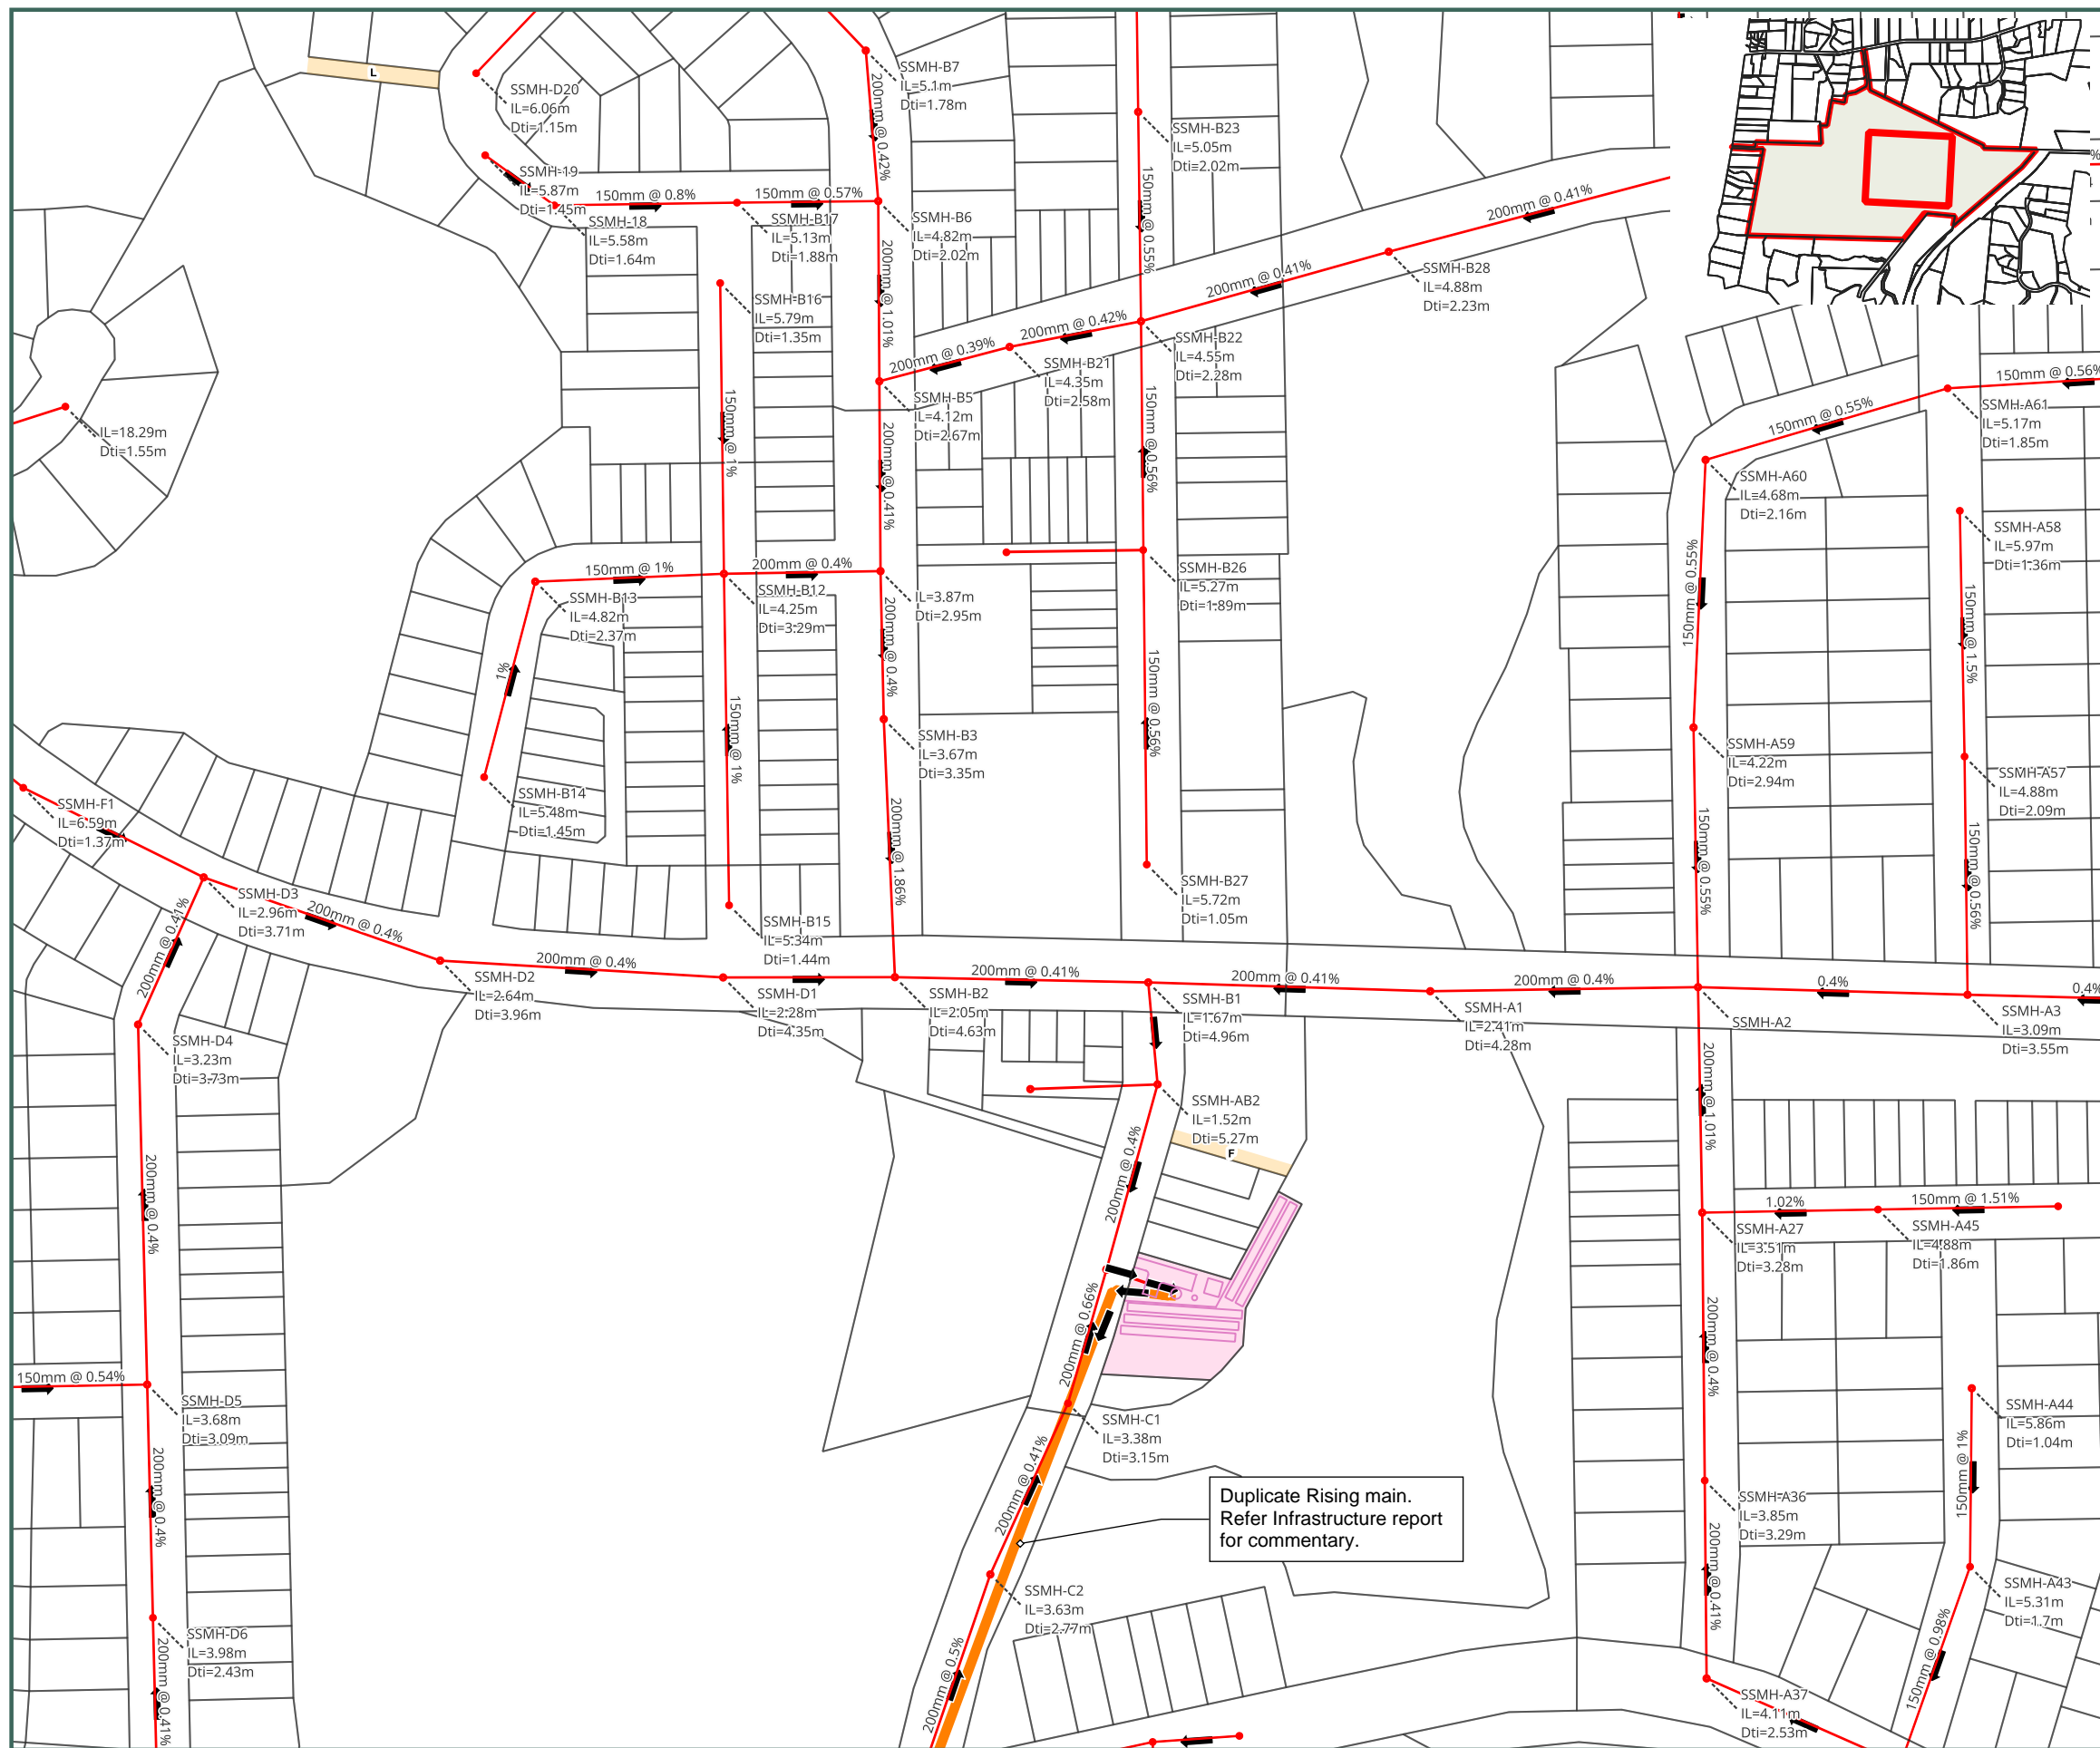 L
SSMH-D20
IL=6.06m
Dti=1.15m
SSMH-B7
IL=5.1m
Dti=1.78m
200mm @ 0.42%
SSMH-B23
IL=5.05m
Dti=2.02m
SSMH-19
IL=5.87m
Dti=1.45m
150mm @ 0.8%
150mm @ 0.57%
SSMH-18
IL=5.58m
Dti=1.64m
SSMH-B17
IL=5.13m
Dti=1.88m
SSMH-B6
IL=4.82m
Dti=2.02m
150mm @ 0.55%
200mm @ 0.41%
200mm @ 0.41%
SSMH-B28
IL=4.88m
Dti=2.23m
SSMH-B16
IL=5.79m
Dti=1.35m
200mm @ 1.01%
200mm @ 0.42%
200mm @ 0.39%
SSMH-B22
IL=4.55m
Dti=2.28m
SSMH-B21
IL=4.35m
Dti=2.58m
SSMH-B5
IL=4.12m
Dti=2.67m
150mm @ 0.56%
SSMH-A61
IL=5.17m
Dti=1.85m
150mm @ 0.55%
IL=18.29m
Dti=1.55m
150mm @ 1%
200mm @ 0.41%
150mm @ 0.56%
SSMH-A60
IL=4.68m
Dti=2.16m
SSMH-A58
IL=5.97m
Dti=1.36m
150mm @ 1%
200mm @ 0.4%
SSMH-B13
IL=4.82m
Dti=2.37m
SSMH-B12
IL=4.25m
Dti=3.29m
IL=3.87m
Dti=2.95m
SSMH-B26
IL=5.27m
Dti=1.89m
150mm @ 0.55%
150mm @ 1.5%
1%
200mm @ 0.4%
150mm @ 0.56%
150mm @ 1%
SSMH-B3
IL=3.67m
Dti=3.35m
SSMH-A59
IL=4.22m
Dti=2.94m
SSMH-A57
IL=4.88m
Dti=2.09m
SSMH-F1
IL=6.59m
Dti=1.37m
SSMH-B14
IL=5.48m
Dti=1.45m
200mm @ 1.86%
150mm @ 0.55%
150mm @ 0.56%
SSMH-D3
IL=2.96m
Dti=3.71m
200mm @ 0.4%
200mm @ 0.41%
SSMH-B15
IL=5.34m
Dti=1.44m
SSMH-B27
IL=5.72m
Dti=1.05m
200mm @ 0.4%
200mm @ 0.41%
200mm @ 0.41%
200mm @ 0.4%
0.4%
0.4%
SSMH-D2
IL=2.64m
Dti=3.96m
SSMH-D1
IL=2.28m
Dti=4.35m
SSMH-B2
IL=2.05m
Dti=4.63m
SSMH-B1
IL=1.67m
Dti=4.96m
SSMH-A1
IL=2.41m
Dti=4.28m
SSMH-A2
SSMH-A3
IL=3.09m
Dti=3.55m
SSMH-D4
IL=3.23m
Dti=3.73m
SSMH-AB2
IL=1.52m
Dti=5.27m
F
200mm @ 1.01%
200mm @ 0.4%
200mm @ 0.4%
1.02%
150mm @ 1.51%
SSMH-A27
IL=3.51m
Dti=3.28m
SSMH-A45
IL=4.88m
Dti=1.86m
200mm @ 0.66%
200mm @ 0.4%
150mm @ 0.54%
SSMH-D5
IL=3.68m
Dti=3.09m
SSMH-C1
IL=3.38m
Dti=3.15m
SSMH-A44
IL=5.86m
Dti=1.04m
200mm @ 0.4%
200mm @ 0.41%
150mm @ 1%
Duplicate Rising main.
Refer Infrastructure report
for commentary.
SSMH-A36
IL=3.85m
Dti=3.29m
SSMH-C2
IL=3.63m
Dti=2.77m
SSMH-A43
IL=5.31m
Dti=1.7m
200mm @ 0.41%
SSMH-D6
IL=3.98m
Dti=2.43m
200mm @ 0.41%
200mm @ 0.5%
150mm @ 0.98%
SSMH-A37
IL=4.11m
Dti=2.53m